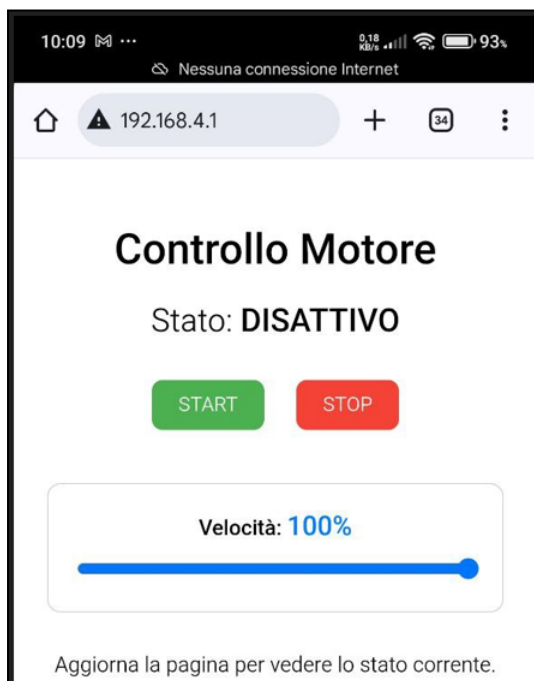 10:09 ... 0,18 KB/s 93%
Nessuna connessione Internet
192.168.4.1 + 34
Controllo Motore
Stato: DISATTIVO
START STOP
Velocità: 100%
Aggiorna la pagina per vedere lo stato corrente.